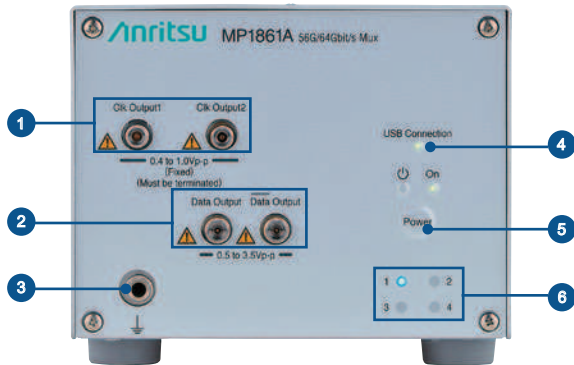 Anritsu MP1861A 56G/64Gbit/s Mux
Clk Output1 Clk Output2
0.4 to 1.0Vp-p
(Fixed)
(Must be terminated)
Data Output Data Output
0.5 to 3.5Vp-p
USB Connection
On
Power
1 2
3 4
1
2
3
4
5
6